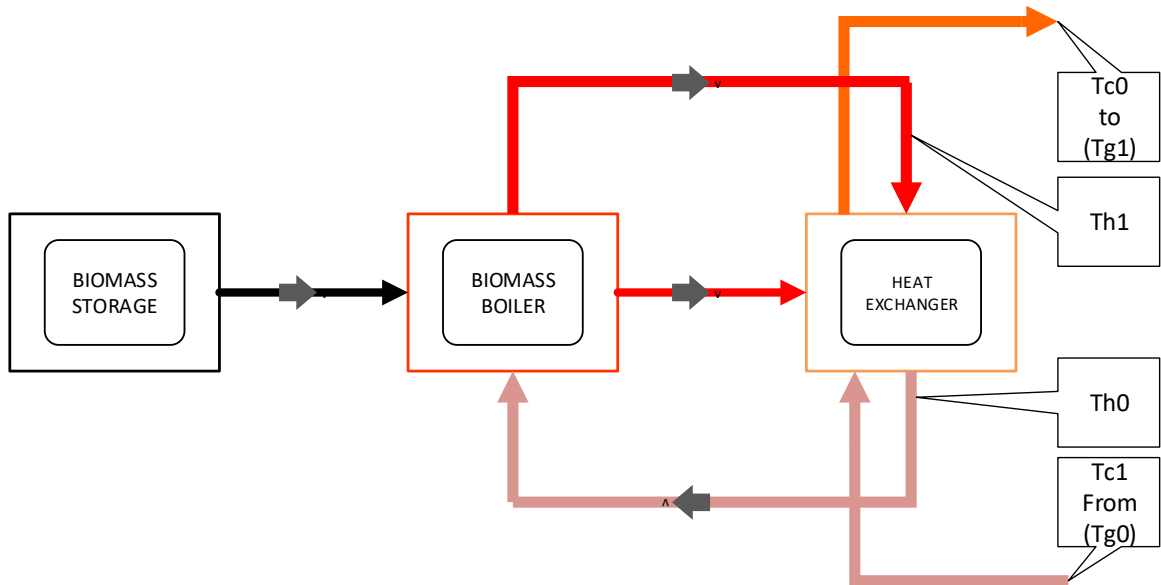 Tc0
to
(Tg1)
Th1
BIOMASS
STORAGE
BIOMASS
BOILER
HEAT
EXCHANGER
Th0
Tc1
From
(Tg0)